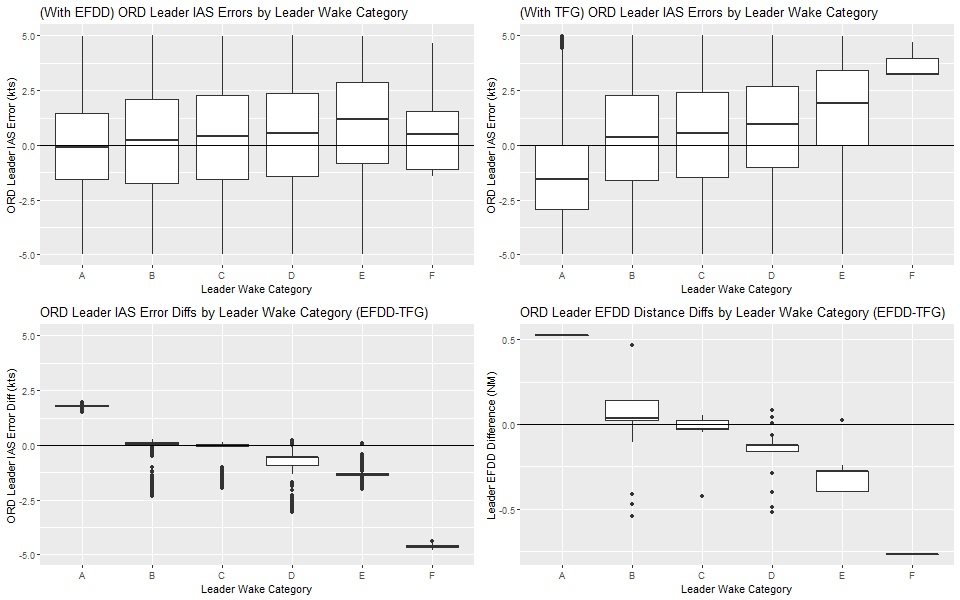 (With EFDD) ORD Leader IAS Errors by Leader Wake Category
ORD Leader IAS Error (kts)
5.0
2.5
0.0
-2.5
-5.0
A B C D E F
Leader Wake Category
(With TFG) ORD Leader IAS Errors by Leader Wake Category
ORD Leader IAS Error (kts)
5.0
2.5
0.0
-2.5
-5.0
A B C D E F
Leader Wake Category
ORD Leader IAS Error Diffs by Leader Wake Category (EFDD-TFG)
ORD Leader IAS Error Diff (kts)
5.0
2.5
0.0
-2.5
-5.0
A B C D E F
Leader Wake Category
ORD Leader EFDD Distance Diffs by Leader Wake Category (EFDD-TFG)
Leader EFDD Difference (NM)
0.5
0.0
-0.5
A B C D E F
Leader Wake Category